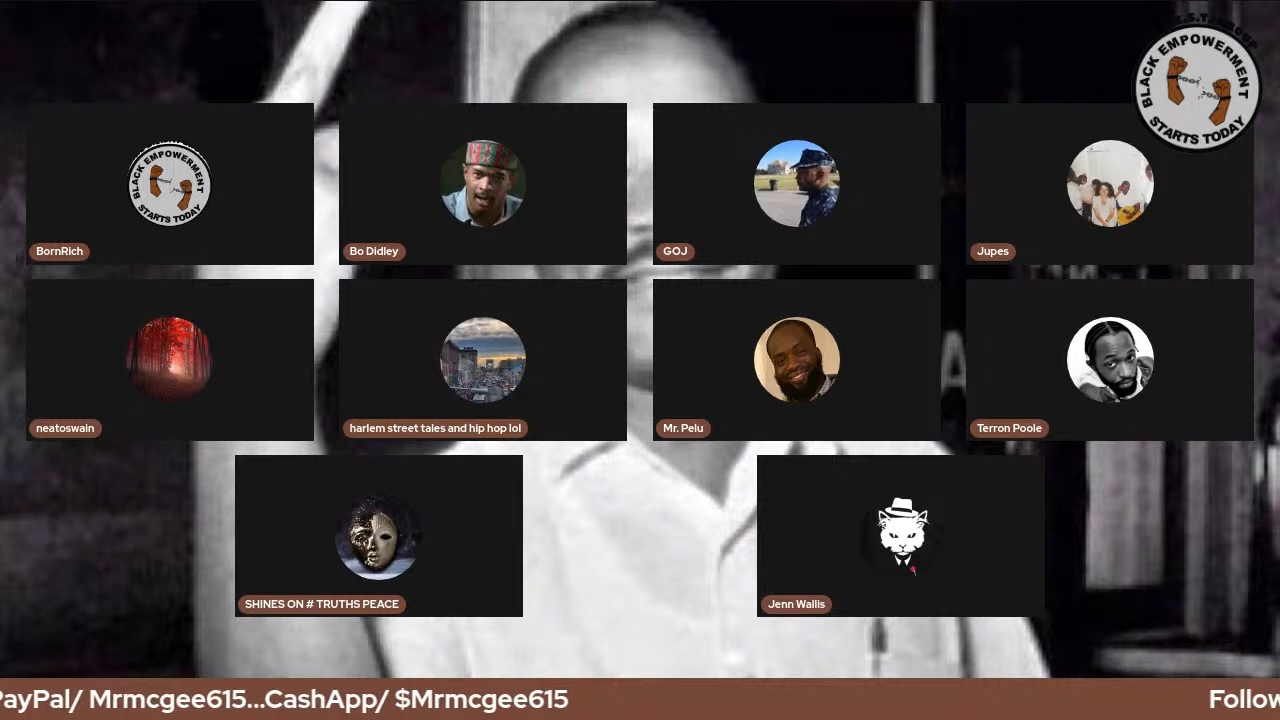 BLACK EMPOWERMENT
STARTS TODAY
BLACK EMPOWERMENT
STARTS TODAY
BornRich
Bo Didley
GOJ
Jupes
neatoswain
harlem street tales and hip hop lol
Mr. Pelu
Terron Poole
SHINES ON # TRUTHS PEACE
Jenn Wallis
PayPal/ Mrmcgee615...CashApp/ $Mrmcgee615
Follow